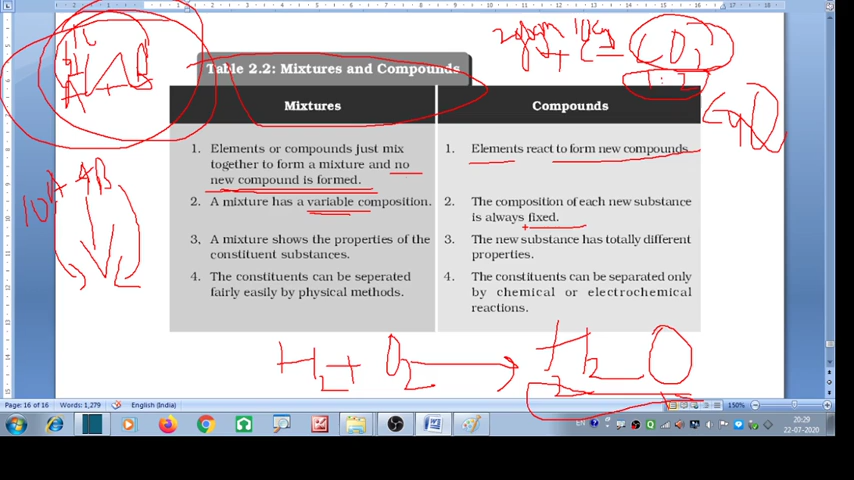 Table 2.2: Mixtures and Compounds
Mixtures
Compounds
1. Elements or compounds just mix
together to form a mixture and no
new compound is formed.
2. A mixture has a variable composition.
3, A mixture shows the properties of the
constituent substances.
4. The constituents can be seperated
fairly easily by physical methods.
1. Elements react to form new compounds.
2. The composition of each new substance
is always fixed.
3. The new substance has totally different
properties.
4. The constituents can be separated only
by chemical or electrochemical
reactions.
A+B
1:2
H2 + O2 → H2O
Page: 16 of 16
Words: 1,279
English (India)
150%
EN
20:29
22-07-2020